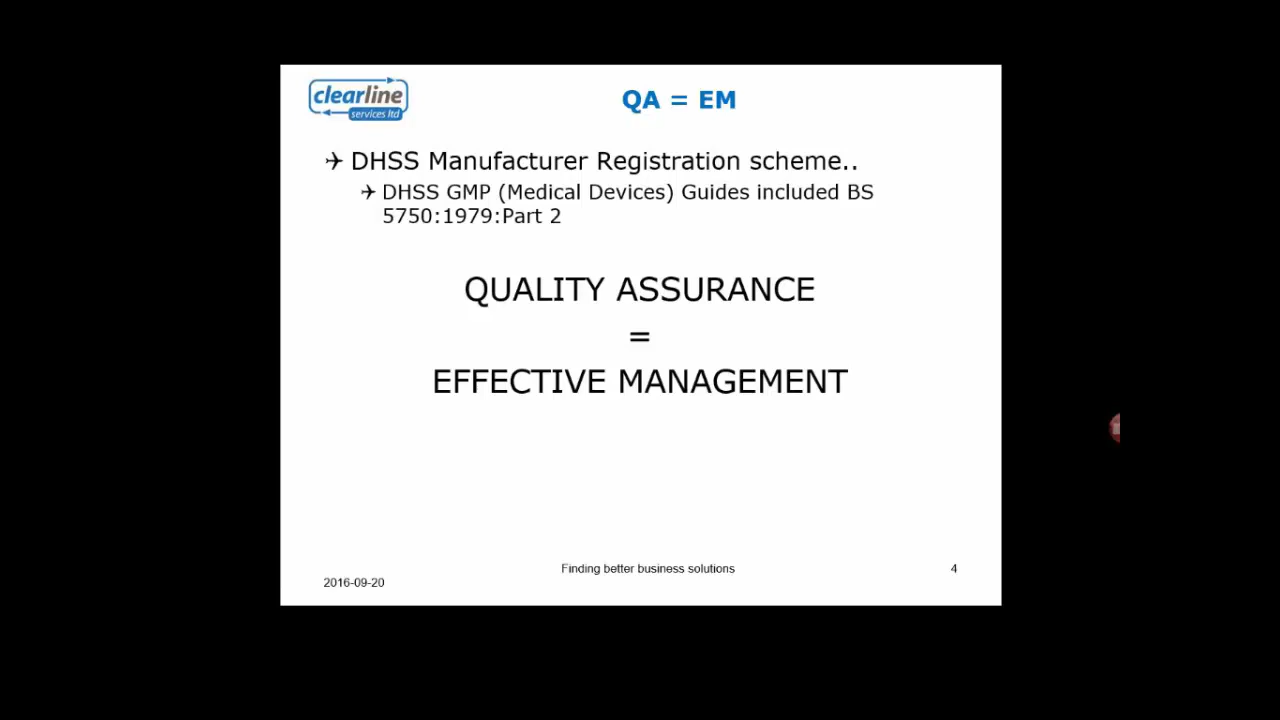 clearline
services ltd
QA = EM
DHSS Manufacturer Registration scheme..
DHSS GMP (Medical Devices) Guides included BS
5750:1979:Part 2
QUALITY ASSURANCE
=
EFFECTIVE MANAGEMENT
Finding better business solutions
4
2016-09-20